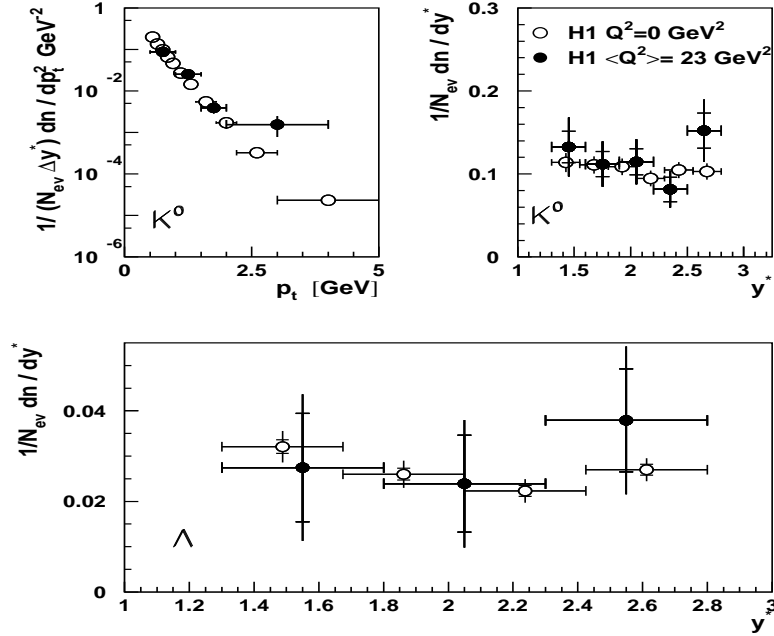 1/ (N_ev Δy*) dn / dp_t^2 GeV^-2
1
10^-2
10^-4
10^-6
K^0
0
2.5
5
p_t [GeV]
1/N_ev dn / dy*
0.3
0.2
0.1
0
H1 Q^2=0 GeV^2
H1 <Q^2>= 23 GeV^2
K^0
1
1.5
2
2.5
3
y*
1/N_ev dn / dy*
0.04
0.02
0
Λ
1
1.2
1.4
1.6
1.8
2
2.2
2.4
2.6
2.8
3
y*